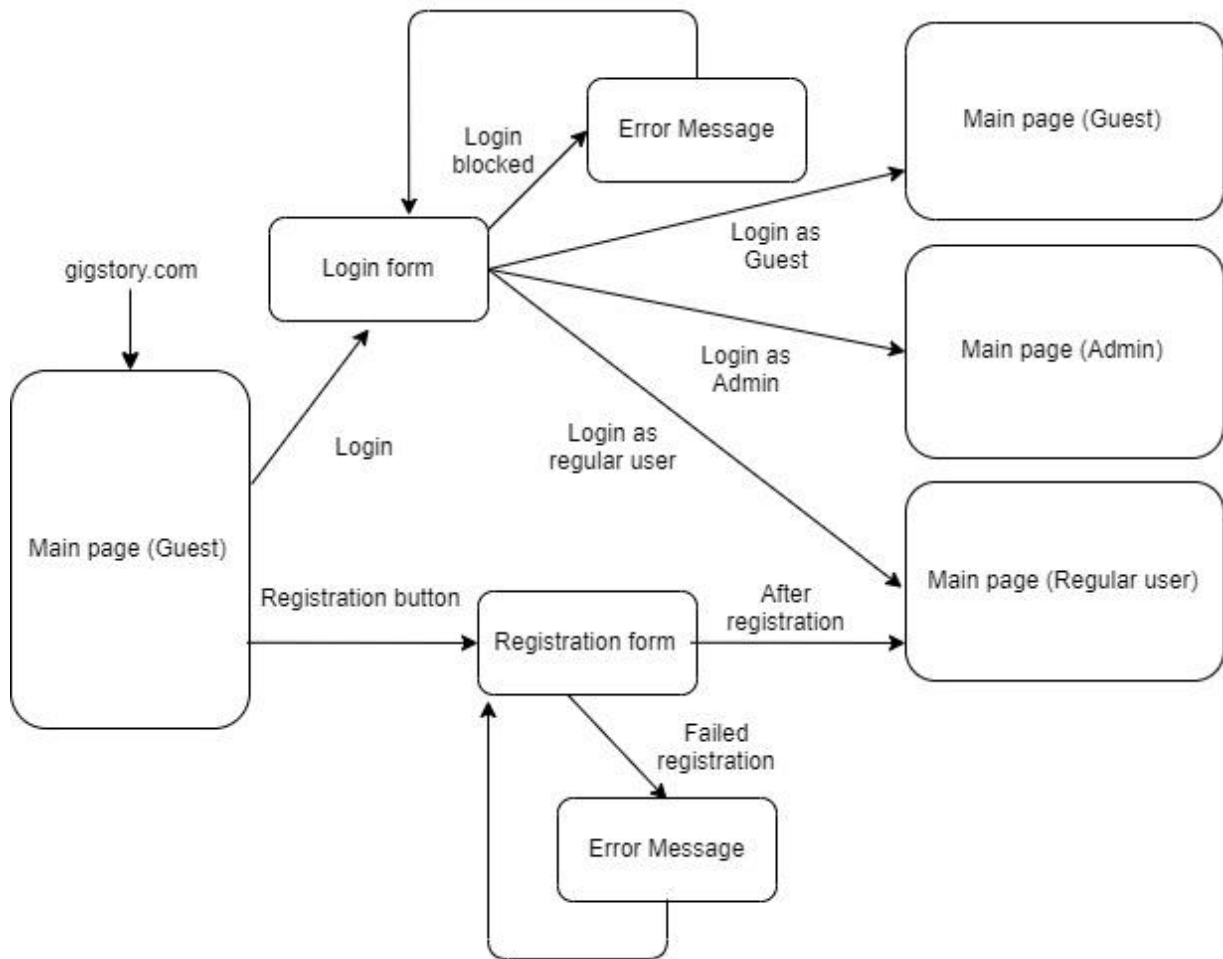 Error Message
Main page (Guest)
Login
blocked
Login as
Guest
gigstory.com
Login form
Login as
Admin
Main page (Admin)
Login
Login as
regular user
Main page (Guest)
Main page (Regular user)
Registration button
After
registration
Registration form
Failed
registration
Error Message